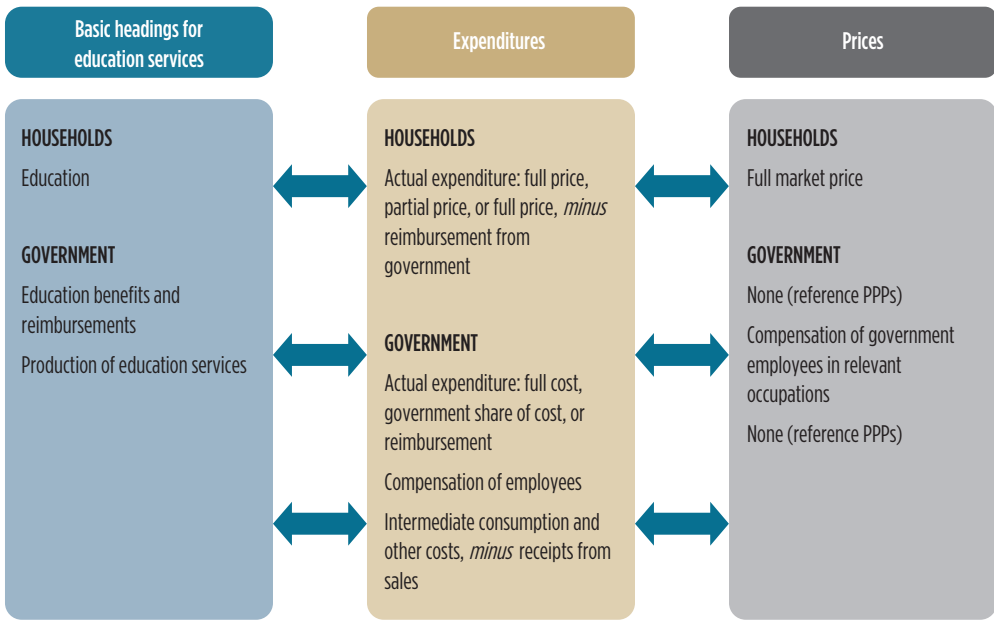 Basic headings for
education services
Expenditures
Prices
HOUSEHOLDS
Education
GOVERNMENT
Education benefits and
reimbursements
Production of education services
HOUSEHOLDS
Actual expenditure: full price,
partial price, or full price, minus
reimbursement from
government
GOVERNMENT
Actual expenditure: full cost,
government share of cost, or
reimbursement
Compensation of employees
Intermediate consumption and
other costs, minus receipts from
sales
HOUSEHOLDS
Full market price
GOVERNMENT
None (reference PPPs)
Compensation of government
employees in relevant
occupations
None (reference PPPs)